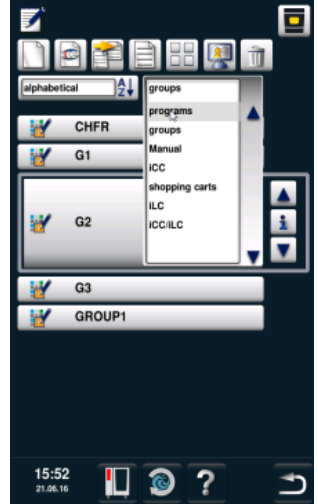 alphabetical
A
Z
groups
programs
groups
Manual
iCC
shopping carts
iLC
iCC/iLC
CHFR
G1
G2
i
G3
GROUP1
15:52
21.06.16
?